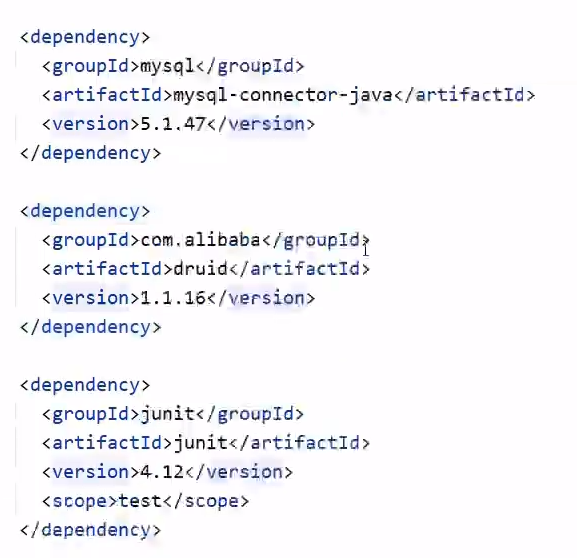 <dependency>
<groupId>mysql</groupId>
<artifactId>mysql-connector-java</artifactId>
<version>5.1.47</version>
</dependency>
<dependency>
<groupId>com.alibaba</groupId>
<artifactId>druid</artifactId>
<version>1.1.16</version>
</dependency>
<dependency>
<groupId>junit</groupId>
<artifactId>junit</artifactId>
<version>4.12</version>
<scope>test</scope>
</dependency>